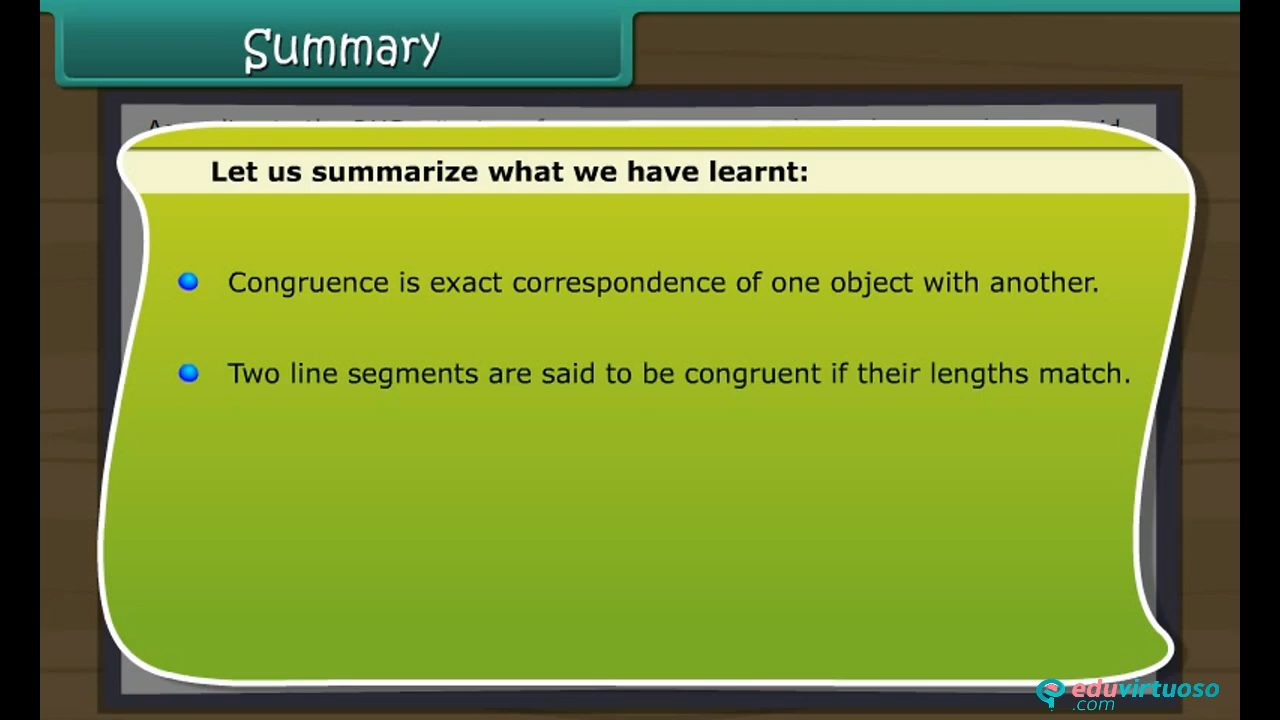 Summary
Let us summarize what we have learnt:
Congruence is exact correspondence of one object with another.
Two line segments are said to be congruent if their lengths match.
eduvirtuoso
.com